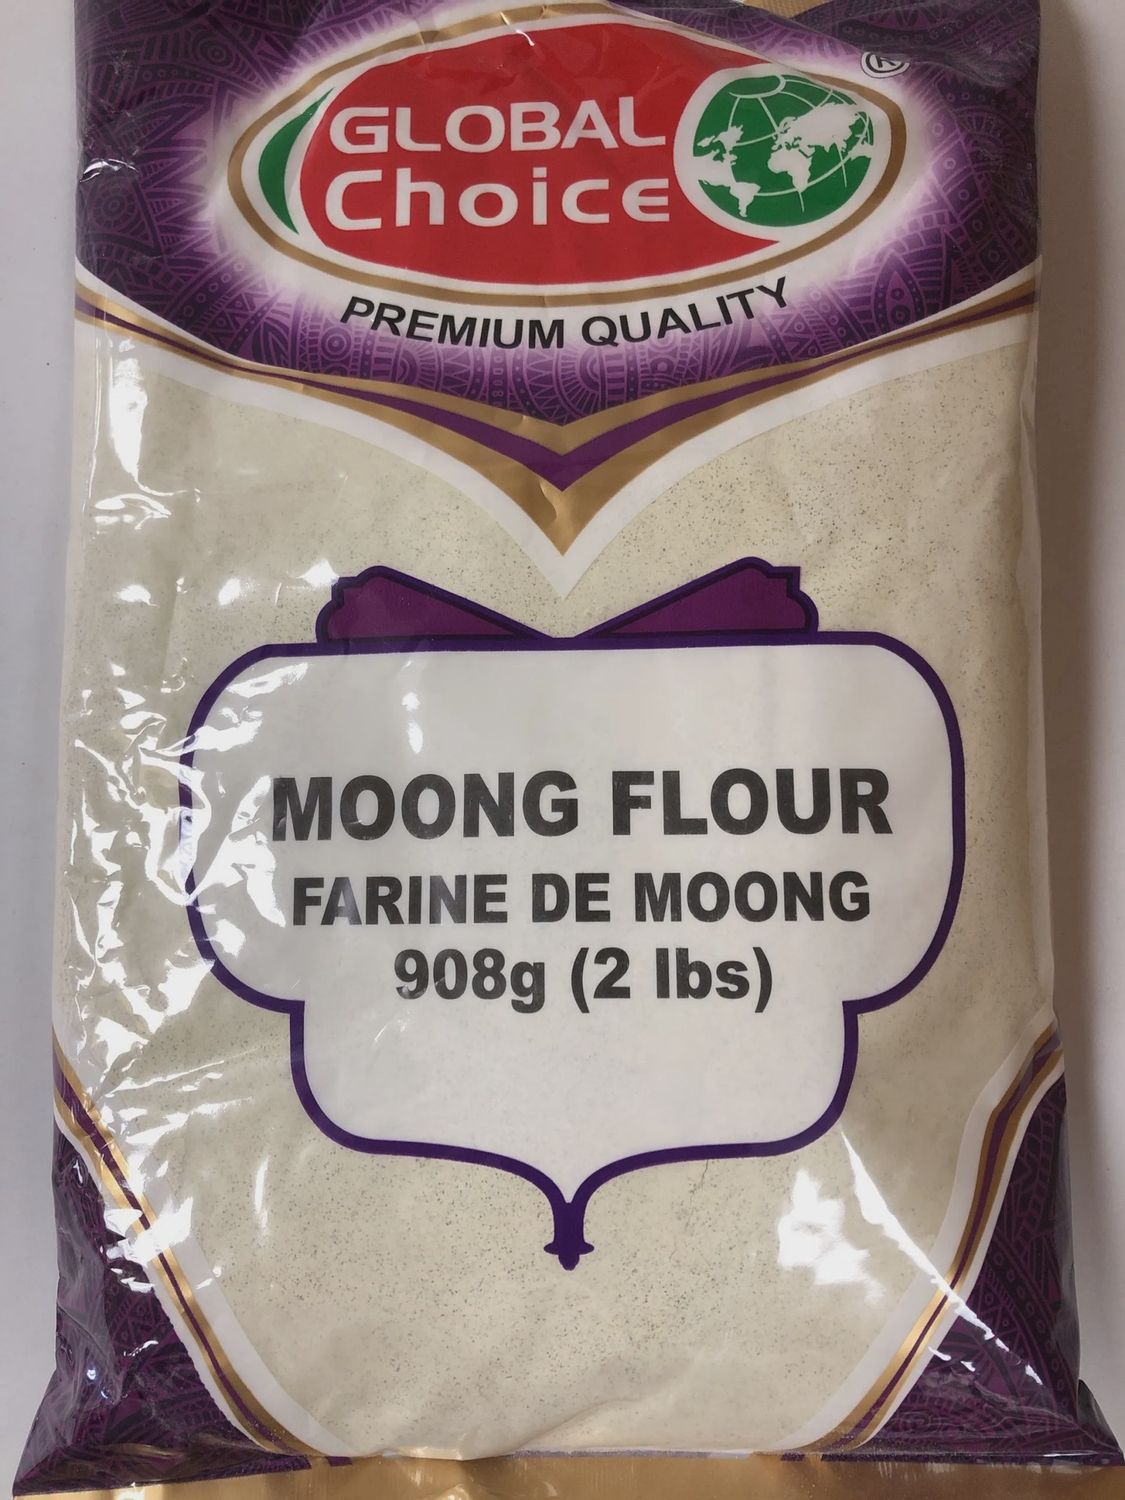 GLOBAL
Choice
®
PREMIUM QUALITY
MOONG FLOUR
FARINE DE MOONG
908g (2 lbs)